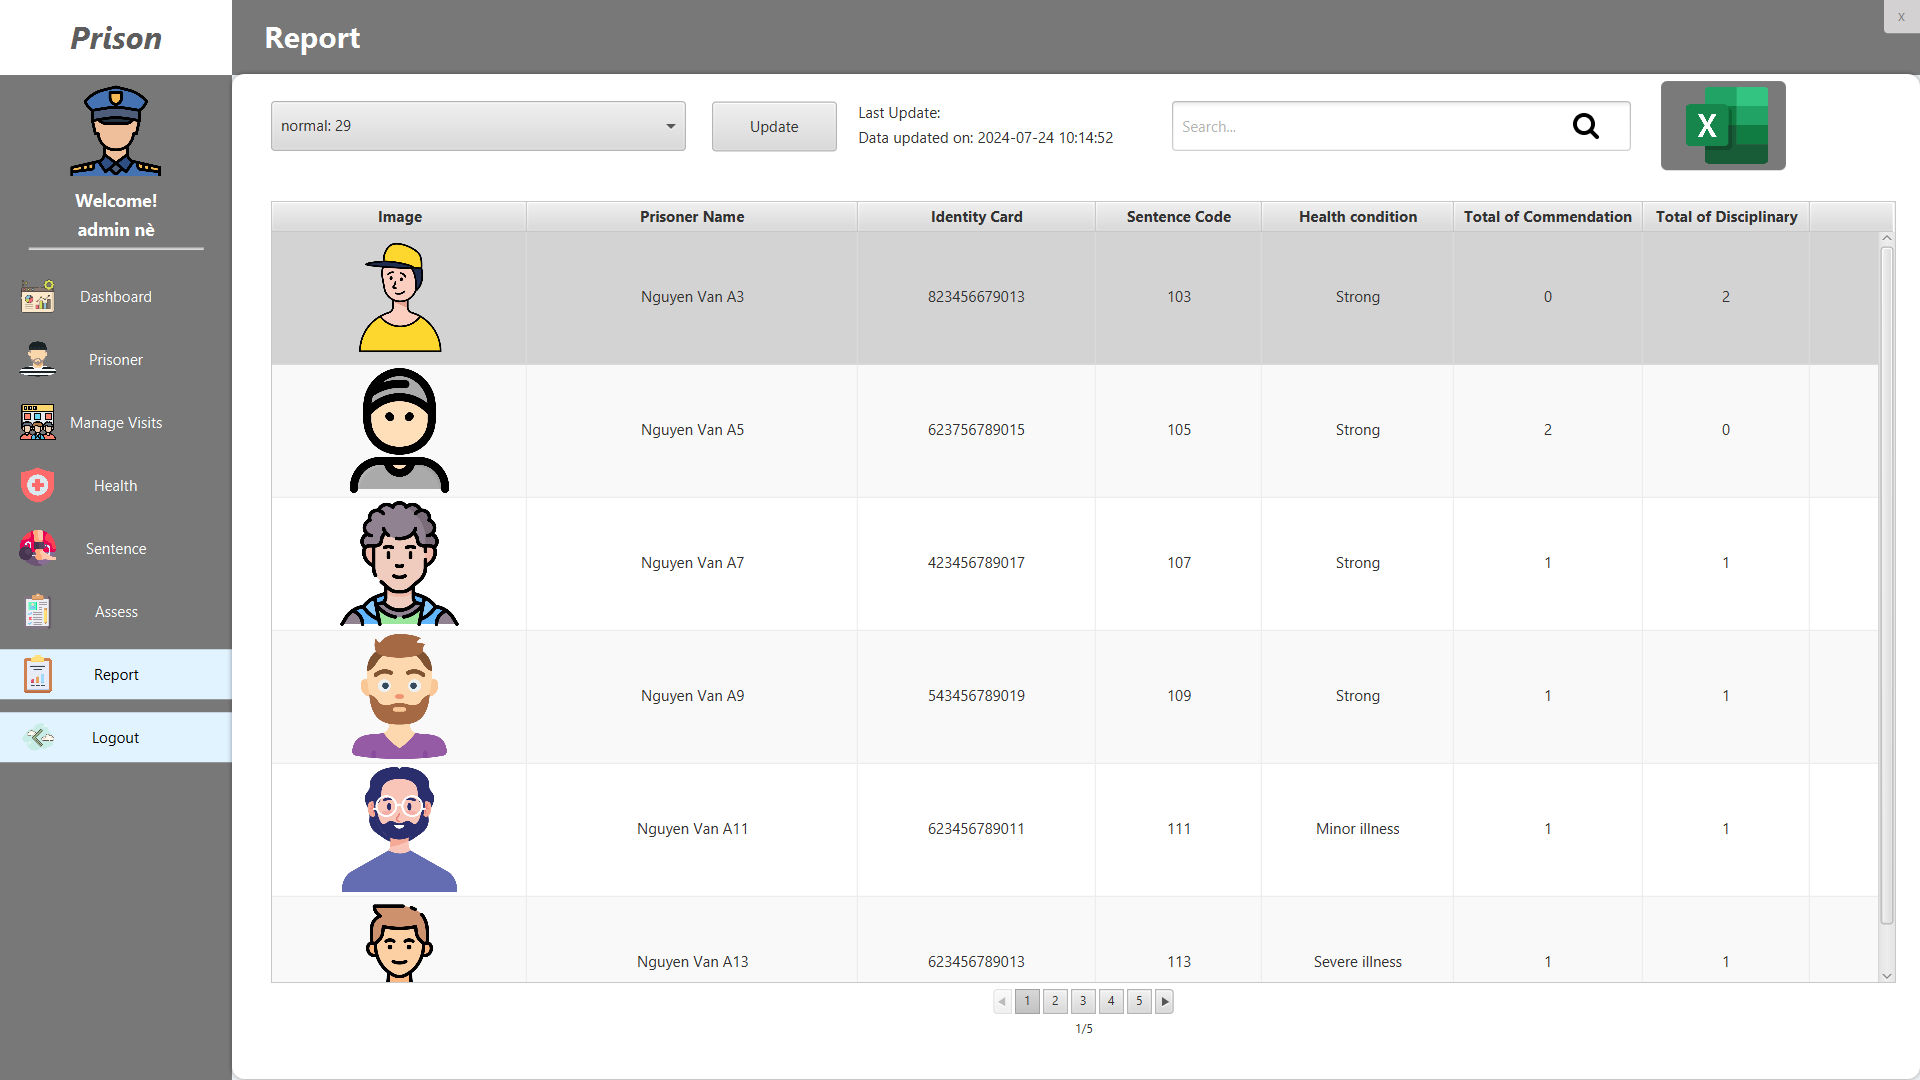 Prison
Report
x
Welcome!
admin nè
Dashboard
Prisoner
Manage Visits
Health
Sentence
Assess
Report
Logout
normal: 29
Update
Last Update:
Data updated on: 2024-07-24 10:14:52
Search...
X
Image Prisoner Name Identity Card Sentence Code Health condition Total of Commendation Total of Disciplinary
Nguyen Van A3 823456679013 103 Strong 0 2
Nguyen Van A5 623756789015 105 Strong 2 0
Nguyen Van A7 423456789017 107 Strong 1 1
Nguyen Van A9 543456789019 109 Strong 1 1
Nguyen Van A11 623456789011 111 Minor illness 1 1
Nguyen Van A13 623456789013 113 Severe illness 1 1
1 2 3 4 5
1/5